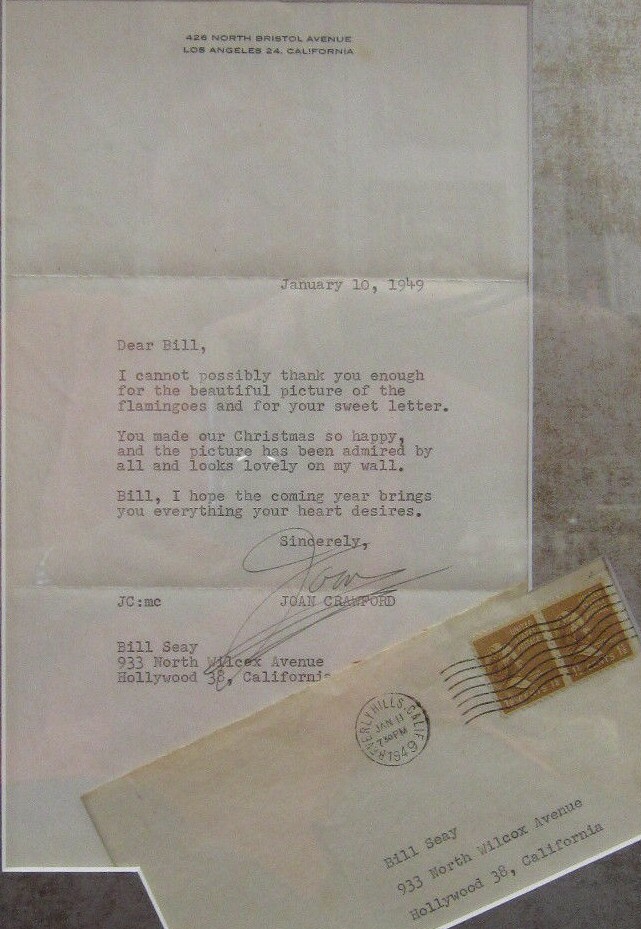 426 NORTH BRISTOL AVENUE
LOS ANGELES 24, CALIFORNIA
January 10, 1949
Dear Bill,
I cannot possibly thank you enough
for the beautiful picture of the
flamingoes and for your sweet letter.
You made our Christmas so happy,
and the picture has been admired by
all and looks lovely on my wall.
Bill, I hope the coming year brings
you everything your heart desires.
Sincerely,
Joan
JC:mc JOAN CRAWFORD
Bill Seay
933 North Wilcox Avenue
Hollywood 38, California
BEVERLY HILLS, CALIF.
JAN 11
7 30 PM
1949
Bill Seay
933 North Wilcox Avenue
Hollywood 38, California